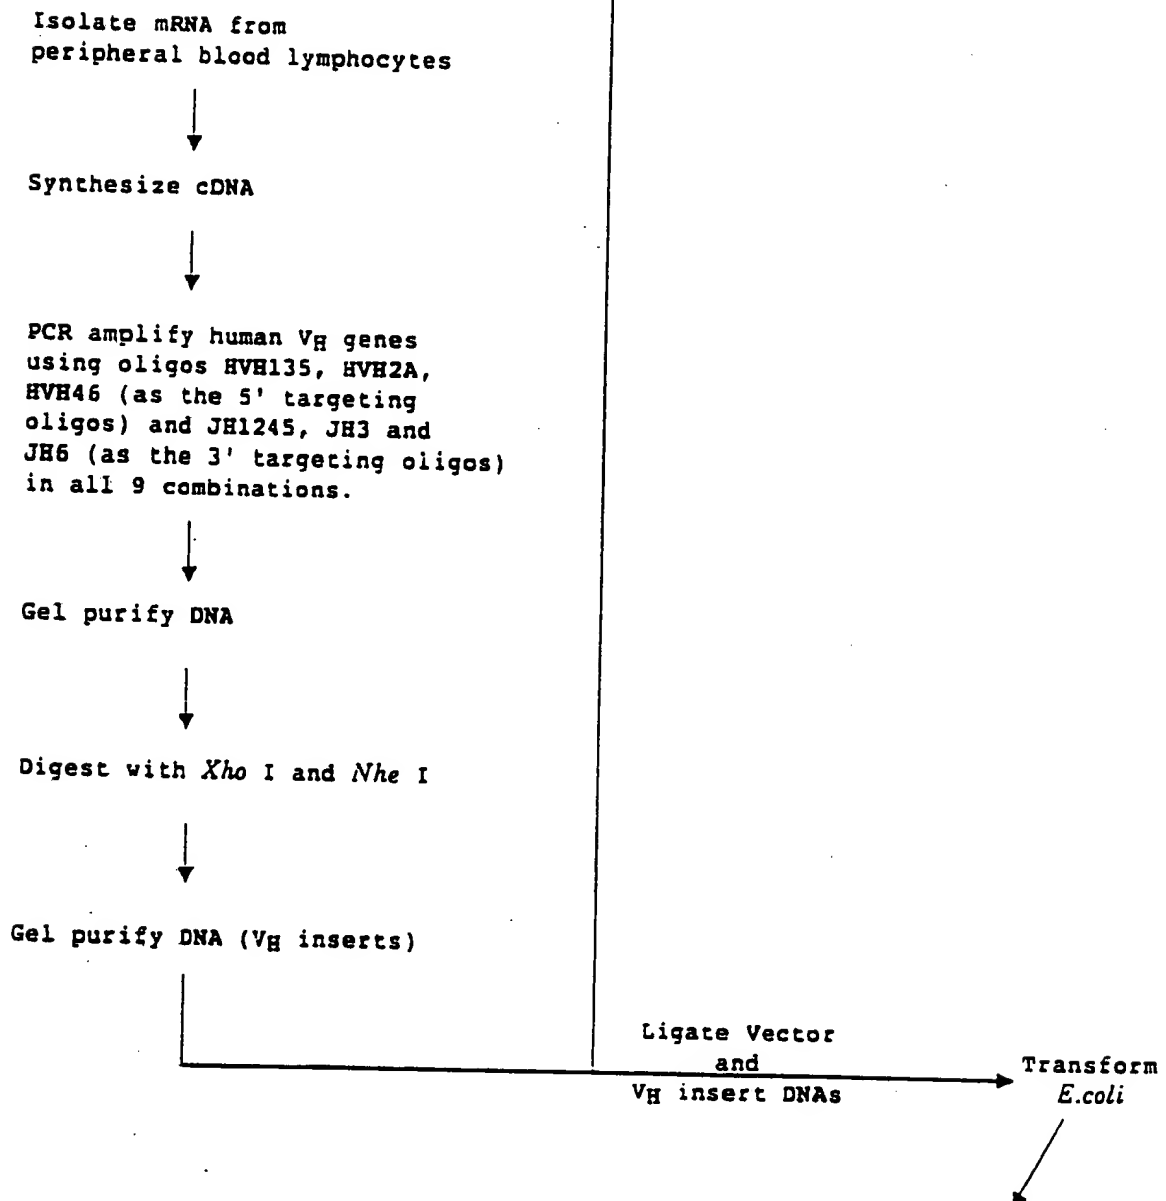 Isolate mRNA from
peripheral blood lymphocytes
Synthesize cDNA
PCR amplify human VH genes
using oligos HVH135, HVH2A,
HVH46 (as the 5' targeting
oligos) and JH1245, JH3 and
JH6 (as the 3' targeting oligos)
in all 9 combinations.
Gel purify DNA
Digest with Xho I and Nhe I
Gel purify DNA (VH inserts)
Ligate Vector
and
VH insert DNAs
Transform
E.coli